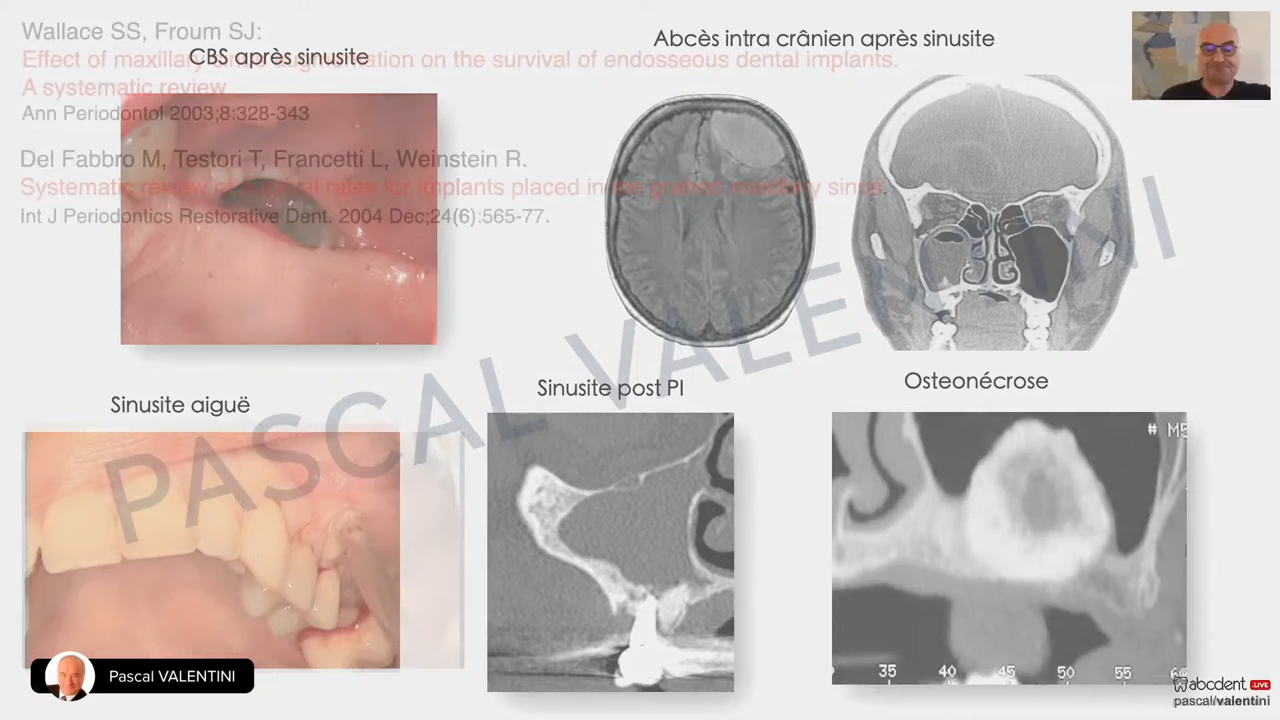 Wallace SS, Froum SJ:
CBS après sinusite
Effect of maxillary augmentation on the survival of endosseous dental implants.
A systematic review
Ann Periodontol 2003;8:328-343
Del Fabbro M, Testori T, Francetti L, Weinstein R.
Systematic review of survival rates for implants placed in the grafted maxillary sinus.
Int J Periodontics Restorative Dent. 2004 Dec;24(6):565-77.
Abcès intra crânien après sinusite
PASCAL VALENTINI
Sinusite aiguë
Sinusite post PI
Osteonécrose
# M5
35 40 45 50 55 60
Pascal VALENTINI
abcdent .LIVE
pascal/valentini